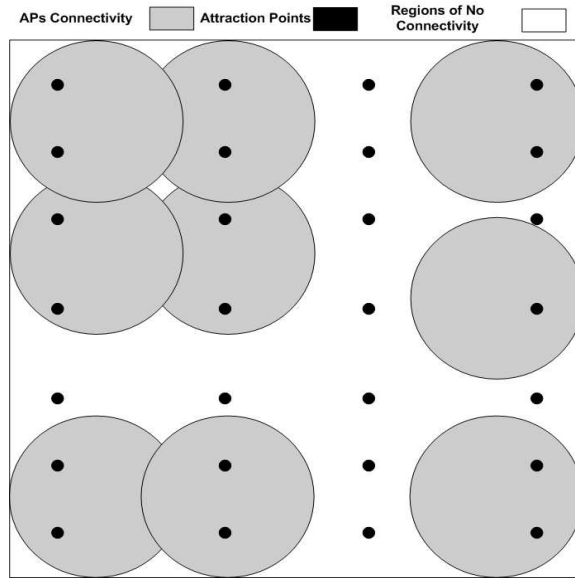 APs Connectivity
Attraction Points
Regions of No
Connectivity